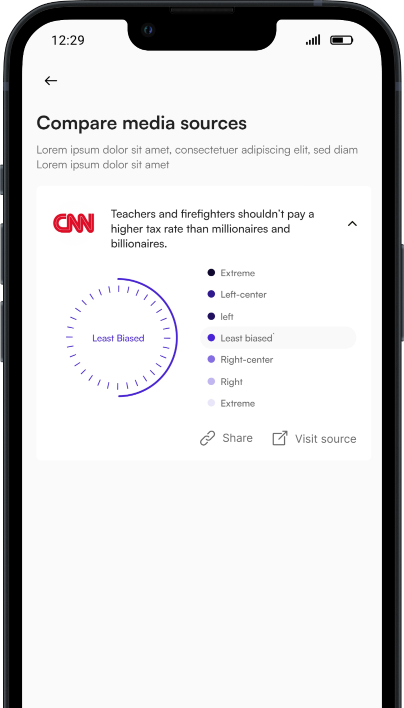 12:29
Compare media sources
Lorem ipsum dolor sit amet, consectetuer adipiscing elit, sed diam
Lorem ipsum dolor sit amet
CNN
Teachers and firefighters shouldn't pay a
higher tax rate than millionaires and
billionaires.
Least Biased
Extreme
Left-center
left
Least biased
Right-center
Right
Extreme
Share
Visit source